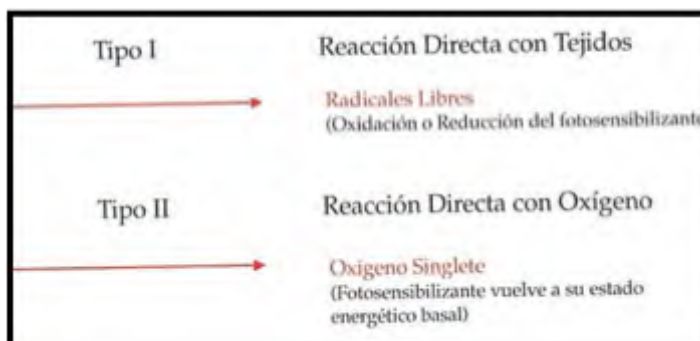 Tipo I
Reacción Directa con Tejidos
Radicales Libres
(Oxidación o Reducción del fotosensibilizante
Tipo II
Reacción Directa con Oxígeno
Oxigeno Singlete
(Fotosensibilizante vuelve a su estado
energético basal)